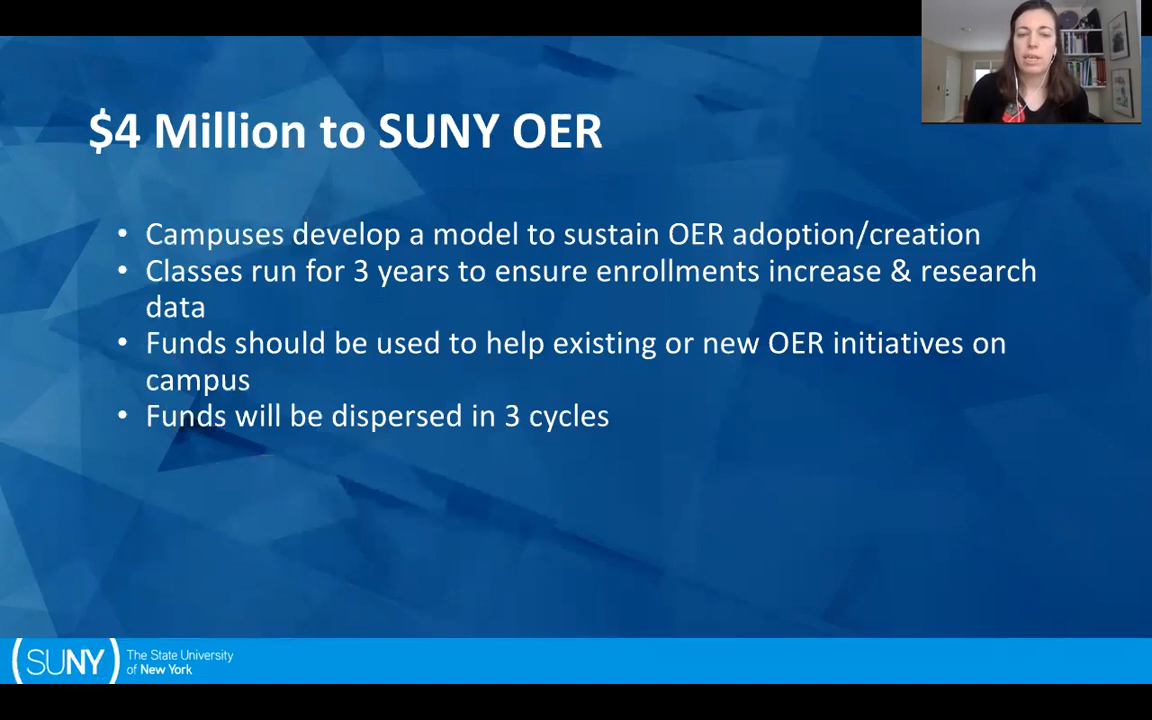 $4 Million to SUNY OER
• Campuses develop a model to sustain OER adoption/creation
• Classes run for 3 years to ensure enrollments increase & research
data
• Funds should be used to help existing or new OER initiatives on
campus
• Funds will be dispersed in 3 cycles
SUNY
The State University
of New York